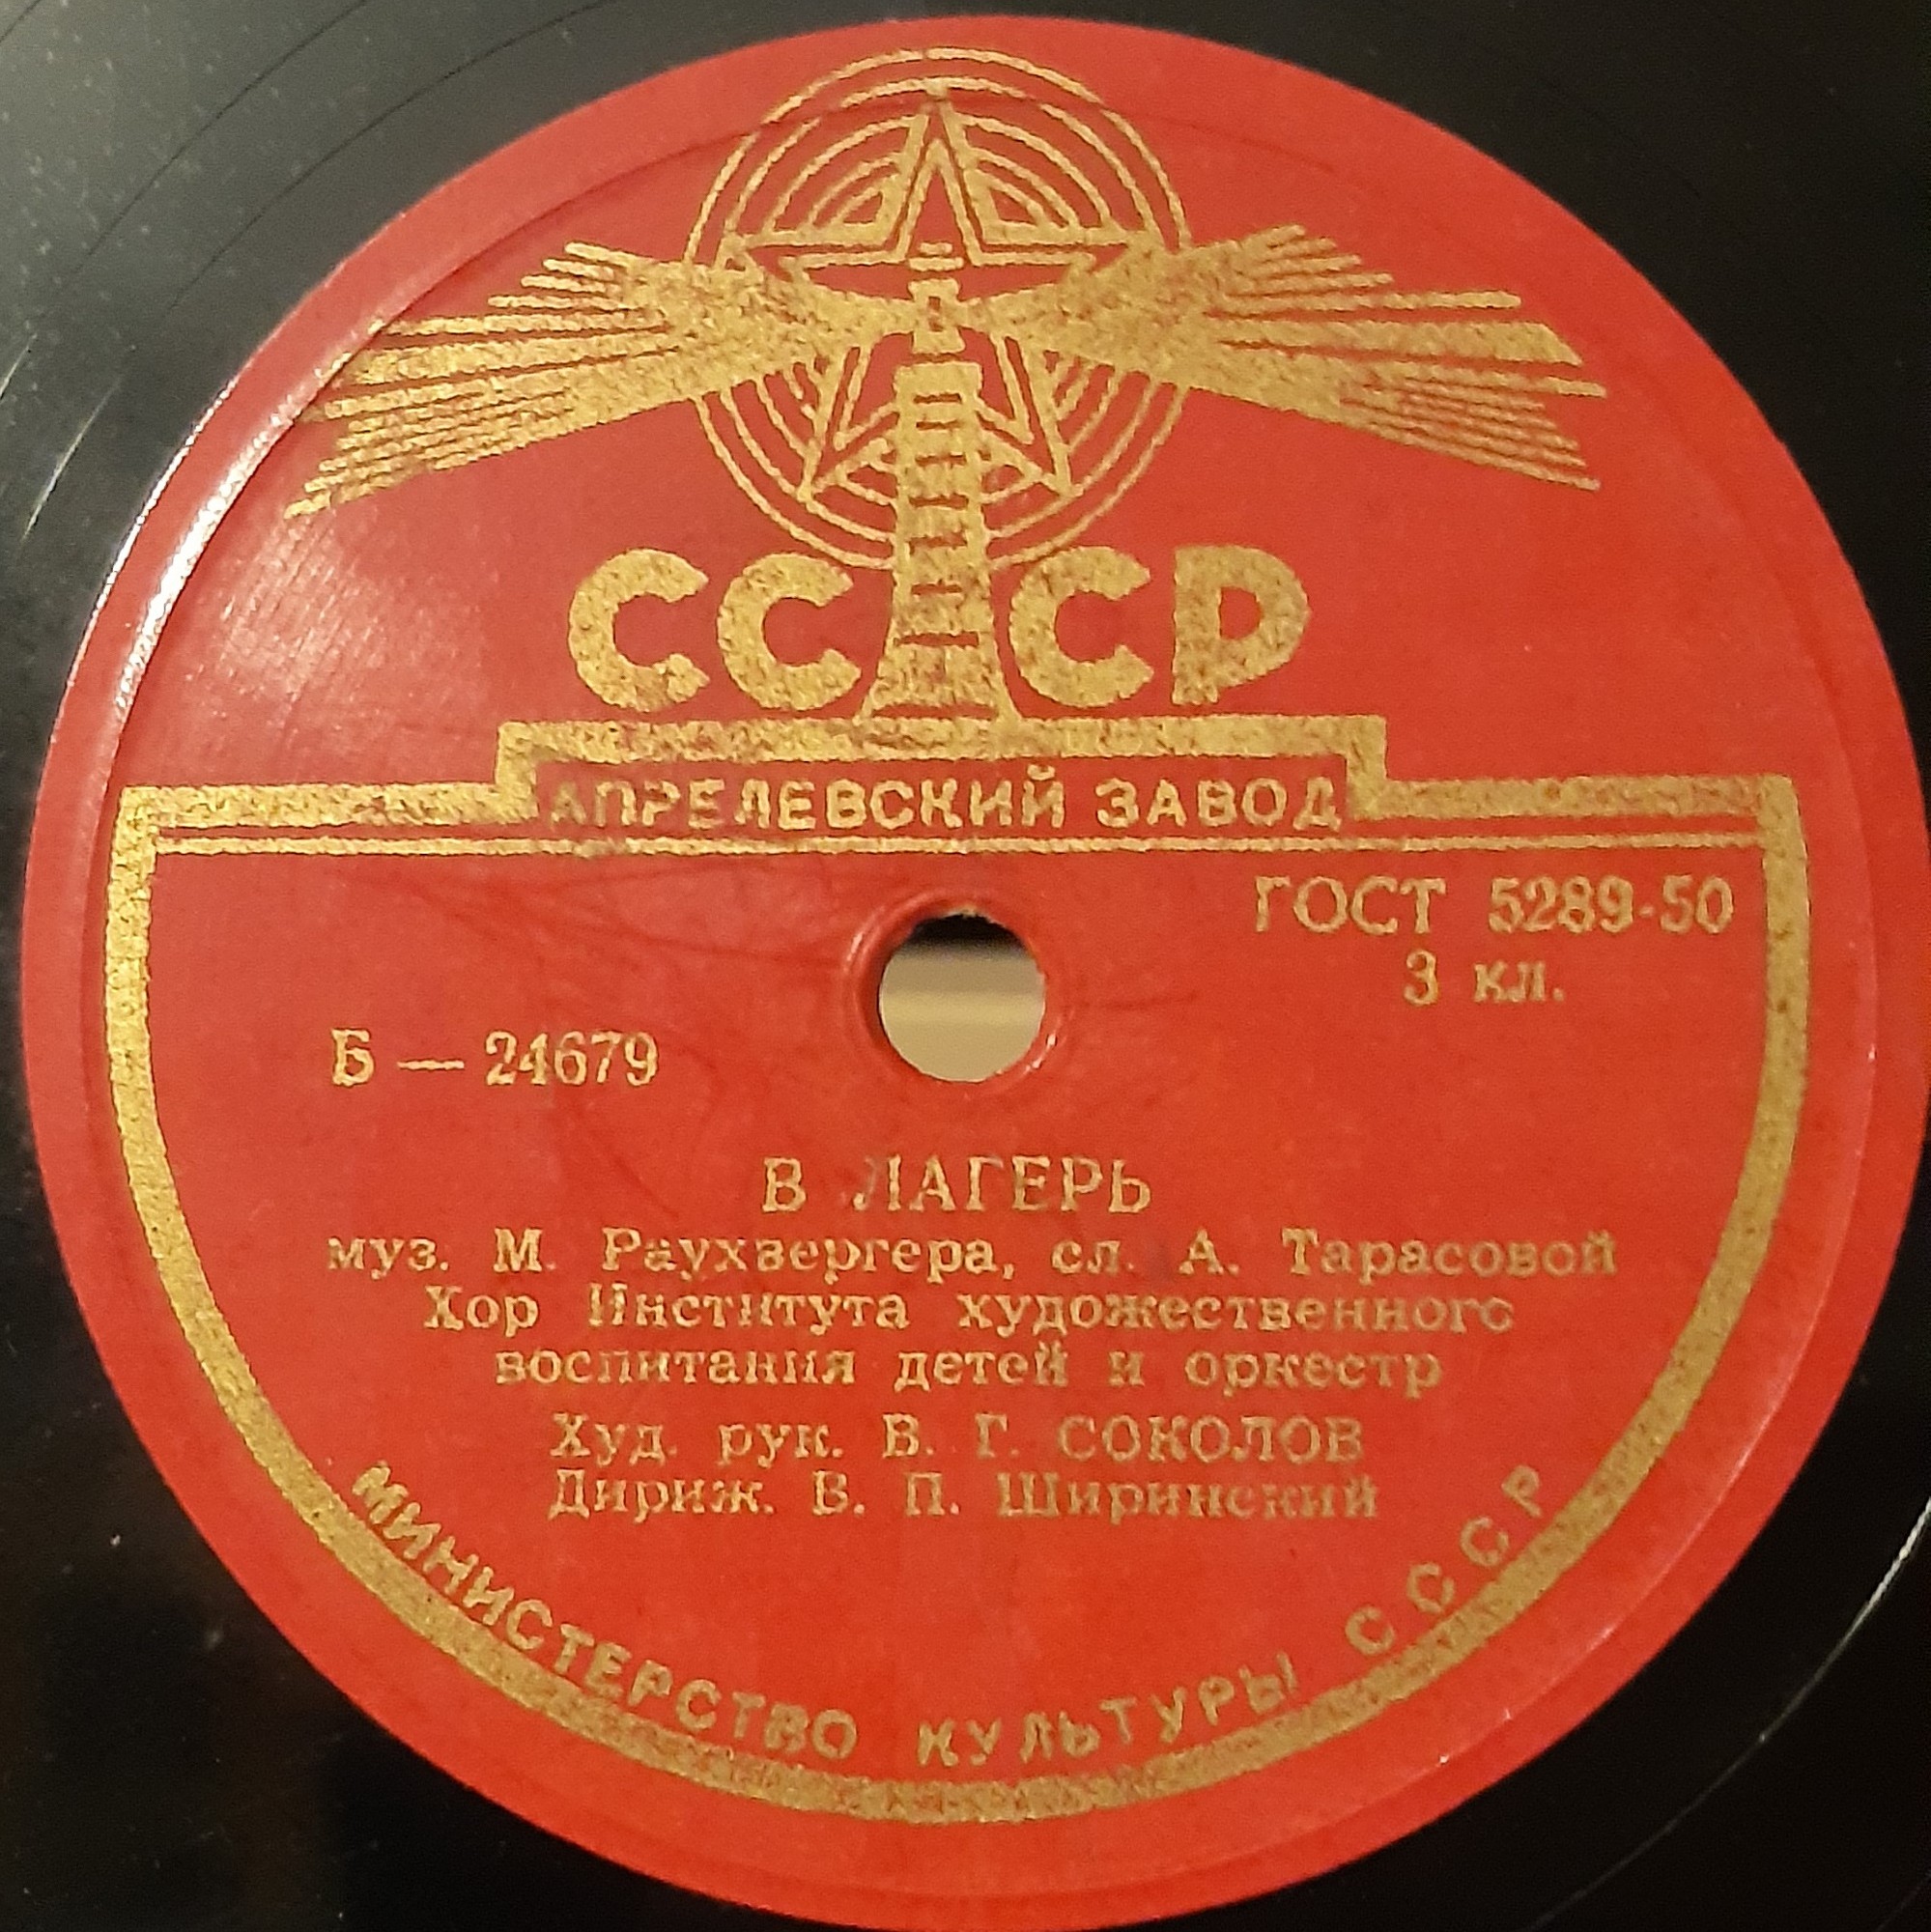 СССР
АПРЕЛЕВСКИЙ ЗАВОД
ГОСТ 5289-50
3 кл.
Б — 24679
В ЛАГЕРЬ
муз. М. Раухвергера, сл. А. Тарасовой
Хор Института художественного
воспитания детей и оркестр
Худ. рук. В. Г. СОКОЛОВ
Дириж. В. П. Ширинский
МИНИСТЕРСТВО КУЛЬТУРЫ СССР